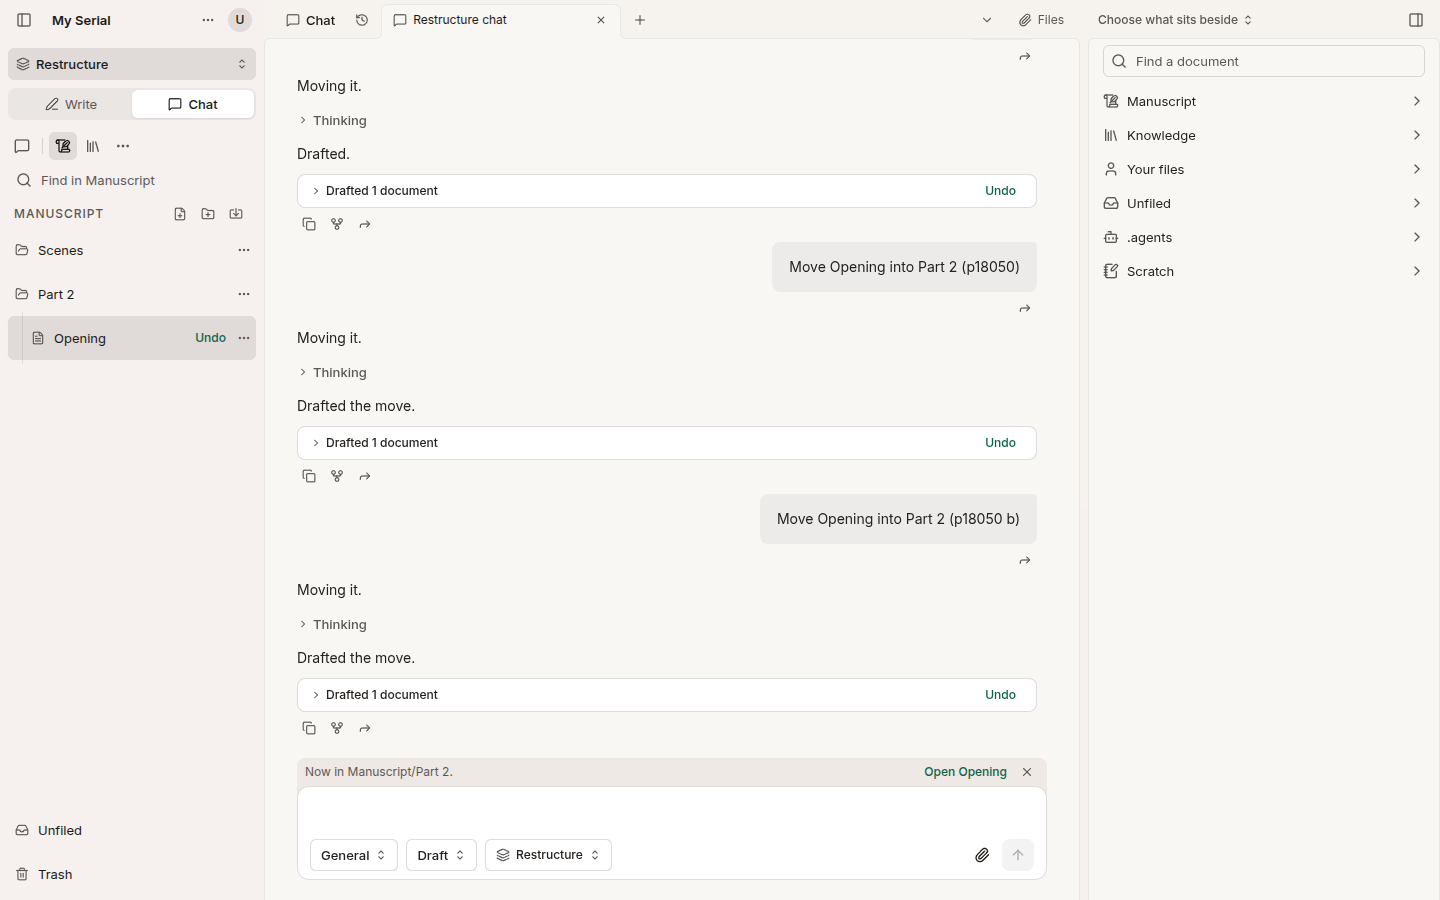 My Serial
U
Restructure
Write
Chat
Find in Manuscript
MANUSCRIPT
Scenes
Part 2
Opening
Undo
Unfiled
Trash
Chat
Restructure chat
Files
Moving it.
Thinking
Drafted.
Drafted 1 document
Undo
Move Opening into Part 2 (p18050)
Moving it.
Thinking
Drafted the move.
Drafted 1 document
Undo
Move Opening into Part 2 (p18050 b)
Moving it.
Thinking
Drafted the move.
Drafted 1 document
Undo
Now in Manuscript/Part 2.
Open Opening
General
Draft
Restructure
Choose what sits beside
Find a document
Manuscript
Knowledge
Your files
Unfiled
.agents
Scratch